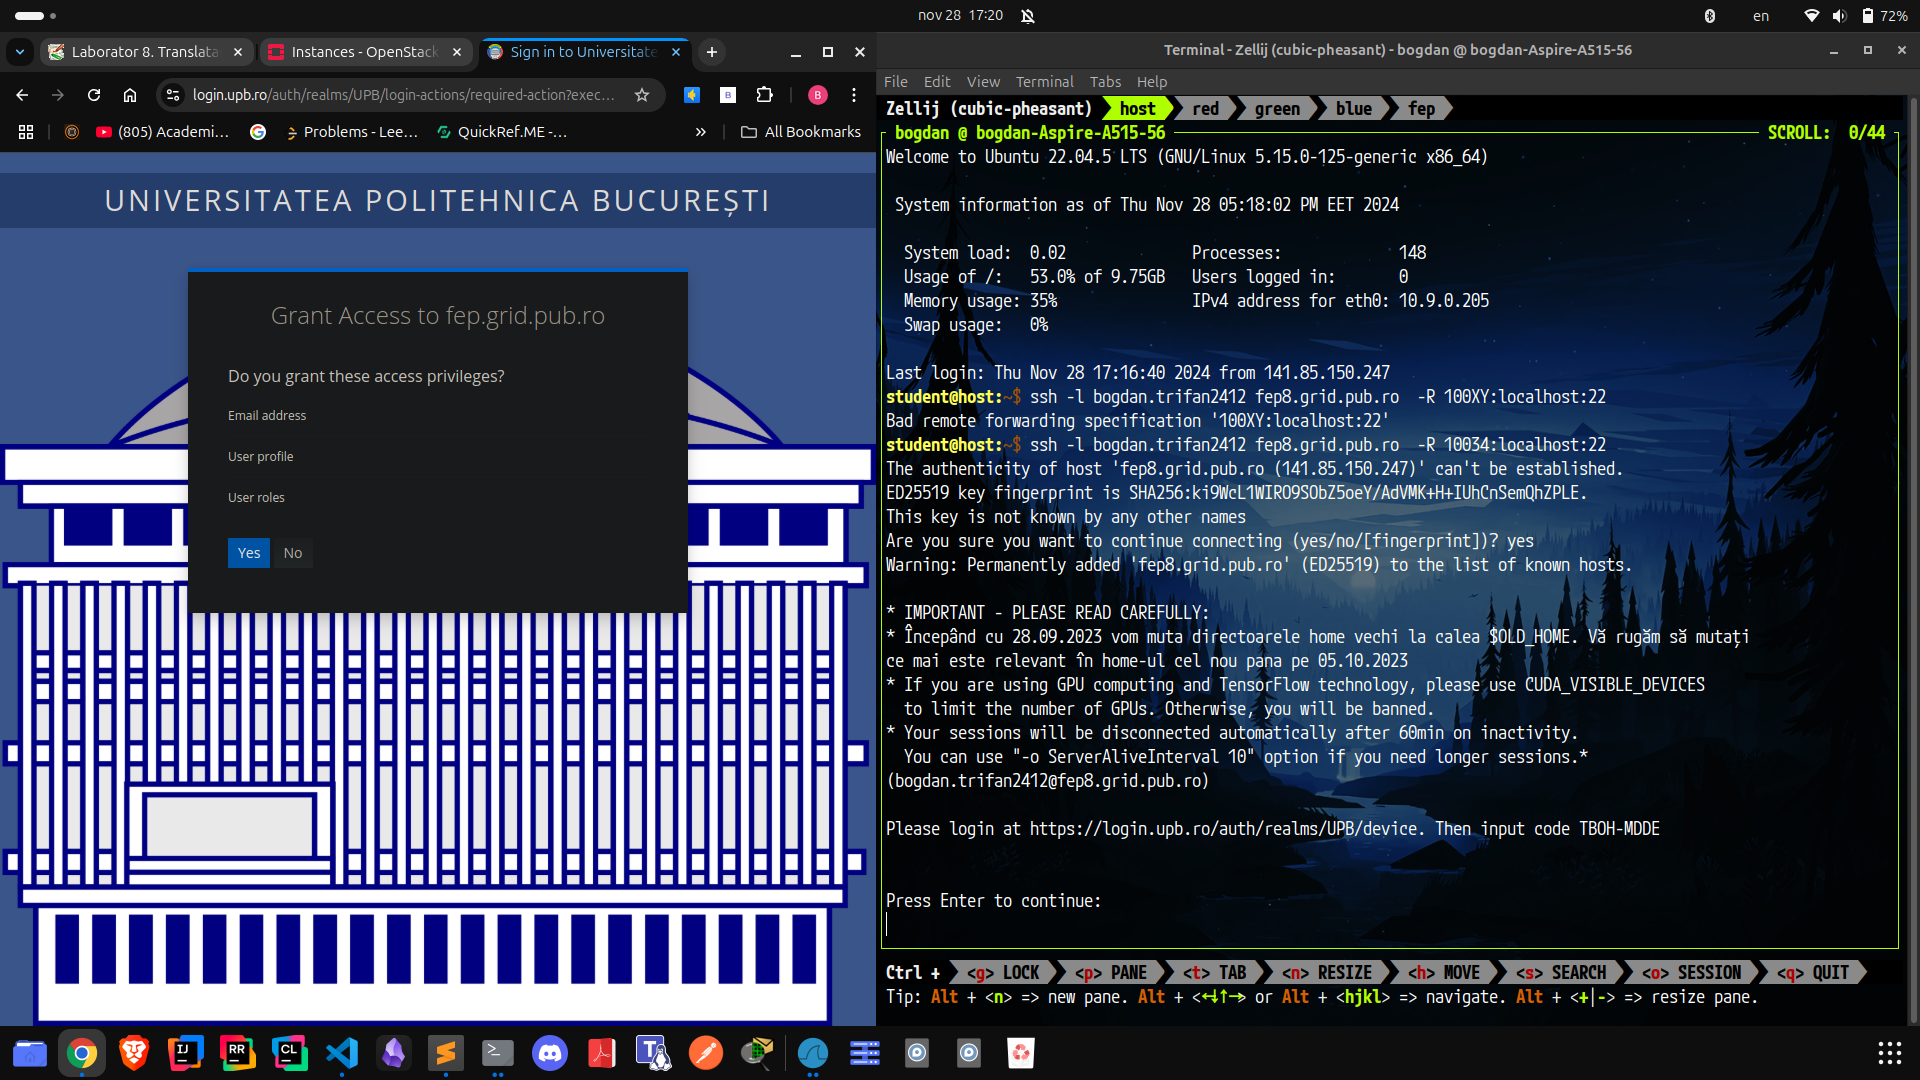 nov 28 17:20
en
72%
Laborator 8. Translata
Instances - OpenStack
Sign in to Universitate
login.upb.ro/auth/realms/UPB/login-actions/required-action?exec...
B
(805) Academi...
Problems - Lee...
QuickRef.ME -...
»
All Bookmarks
UNIVERSITATEA POLITEHNICA BUCUREȘTI
Grant Access to fep.grid.pub.ro
Do you grant these access privileges?
Email address
User profile
User roles
Yes
No
Terminal - Zellij (cubic-pheasant) - bogdan @ bogdan-Aspire-A515-56
File Edit View Terminal Tabs Help
Zellij (cubic-pheasant) host red green blue fep
bogdan @ bogdan-Aspire-A515-56 SCROLL: 0/44
Welcome to Ubuntu 22.04.5 LTS (GNU/Linux 5.15.0-125-generic x86_64)
System information as of Thu Nov 28 05:18:02 PM EET 2024
System load: 0.02 Processes: 148
Usage of /: 53.0% of 9.75GB Users logged in: 0
Memory usage: 35% IPv4 address for eth0: 10.9.0.205
Swap usage: 0%
Last login: Thu Nov 28 17:16:40 2024 from 141.85.150.247
student@host:~$ ssh -l bogdan.trifan2412 fep8.grid.pub.ro -R 100XY:localhost:22
Bad remote forwarding specification '100XY:localhost:22'
student@host:~$ ssh -l bogdan.trifan2412 fep8.grid.pub.ro -R 10034:localhost:22
The authenticity of host 'fep8.grid.pub.ro (141.85.150.247)' can't be established.
ED25519 key fingerprint is SHA256:ki9WcL1WIRO9SObZ5oeY/AdVMK+H+IUhCnSemQhZPLE.
This key is not known by any other names
Are you sure you want to continue connecting (yes/no/[fingerprint])? yes
Warning: Permanently added 'fep8.grid.pub.ro' (ED25519) to the list of known hosts.
* IMPORTANT - PLEASE READ CAREFULLY:
* Începând cu 28.09.2023 vom muta directoarele home vechi la calea $OLD_HOME. Vă rugăm să mutați
ce mai este relevant în home-ul cel nou pana pe 05.10.2023
* If you are using GPU computing and TensorFlow technology, please use CUDA_VISIBLE_DEVICES
to limit the number of GPUs. Otherwise, you will be banned.
* Your sessions will be disconnected automatically after 60min on inactivity.
You can use "-o ServerAliveInterval 10" option if you need longer sessions.*
(bogdan.trifan2412@fep8.grid.pub.ro)
Please login at https://login.upb.ro/auth/realms/UPB/device. Then input code TBOH-MDDE
Press Enter to continue:
Ctrl + <g> LOCK <p> PANE <t> TAB <n> RESIZE <h> MOVE <s> SEARCH <o> SESSION <q> QUIT
Tip: Alt + <n> => new pane. Alt + <←↓↑→> or Alt + <hjkl> => navigate. Alt + <+|-> => resize pane.
IJ
RR
CL
T